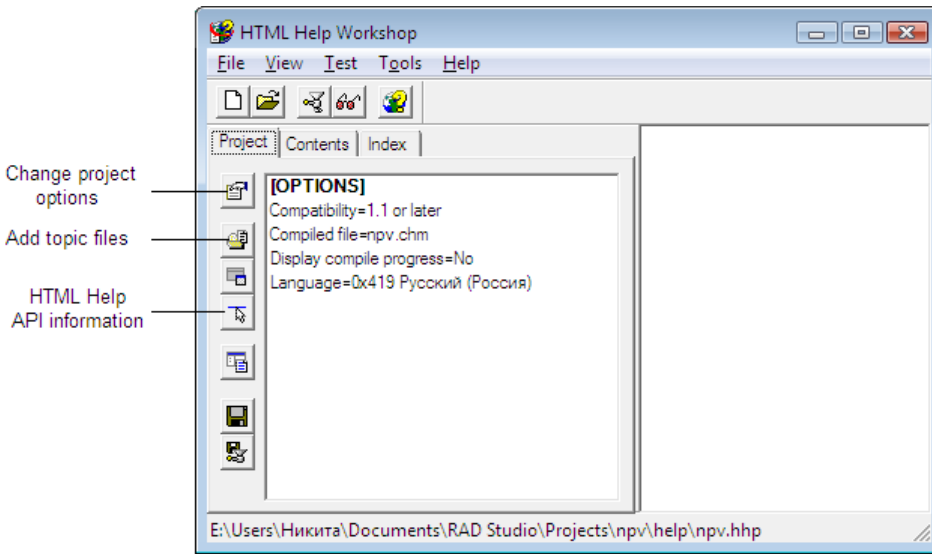 HTML Help Workshop
File View Test Tools Help
Project Contents Index
Change project
options
Add topic files
HTML Help
API information
[OPTIONS]
Compatibility=1.1 or later
Compiled file=npv.chm
Display compile progress=No
Language=0x419 Русский (Россия)
E:\Users\Никита\Documents\RAD Studio\Projects\npv\help\npv.hhp